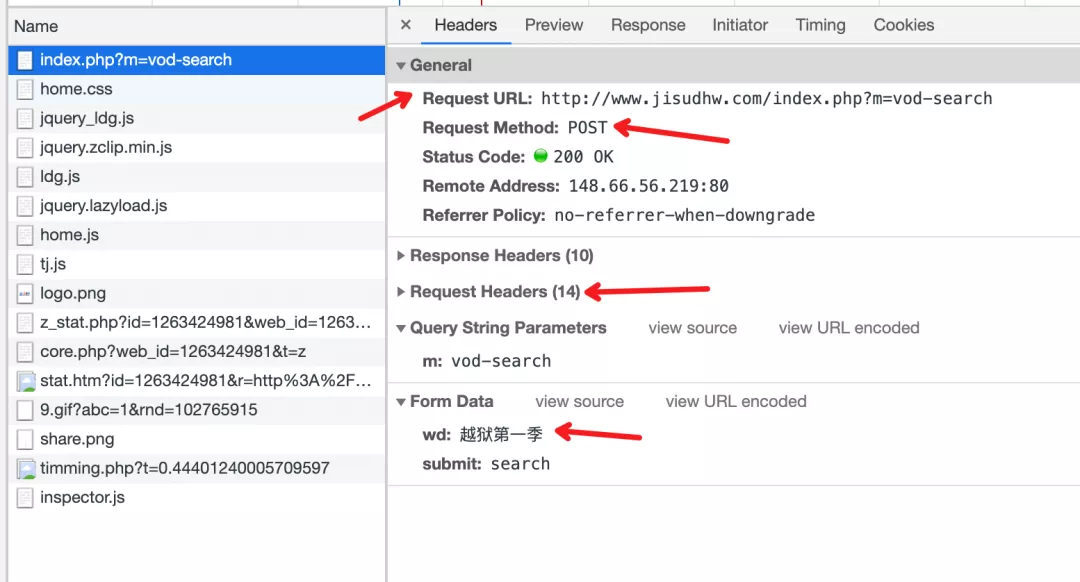 Name
index.php?m=vod-search
home.css
jquery_ldg.js
jquery.zclip.min.js
ldg.js
jquery.lazyload.js
home.js
tj.js
logo.png
z_stat.php?id=1263424981&web_id=1263...
core.php?web_id=1263424981&t=z
stat.htm?id=1263424981&r=http%3A%2F...
9.gif?abc=1&rnd=102765915
share.png
timming.php?t=0.44401240005709597
inspector.js
× Headers Preview Response Initiator Timing Cookies
General
Request URL: http://www.jisudhw.com/index.php?m=vod-search
Request Method: POST
Status Code: 200 OK
Remote Address: 148.66.56.219:80
Referrer Policy: no-referrer-when-downgrade
Response Headers (10)
Request Headers (14)
Query String Parameters view source view URL encoded
m: vod-search
Form Data view source view URL encoded
wd: 越狱第一季
submit: search